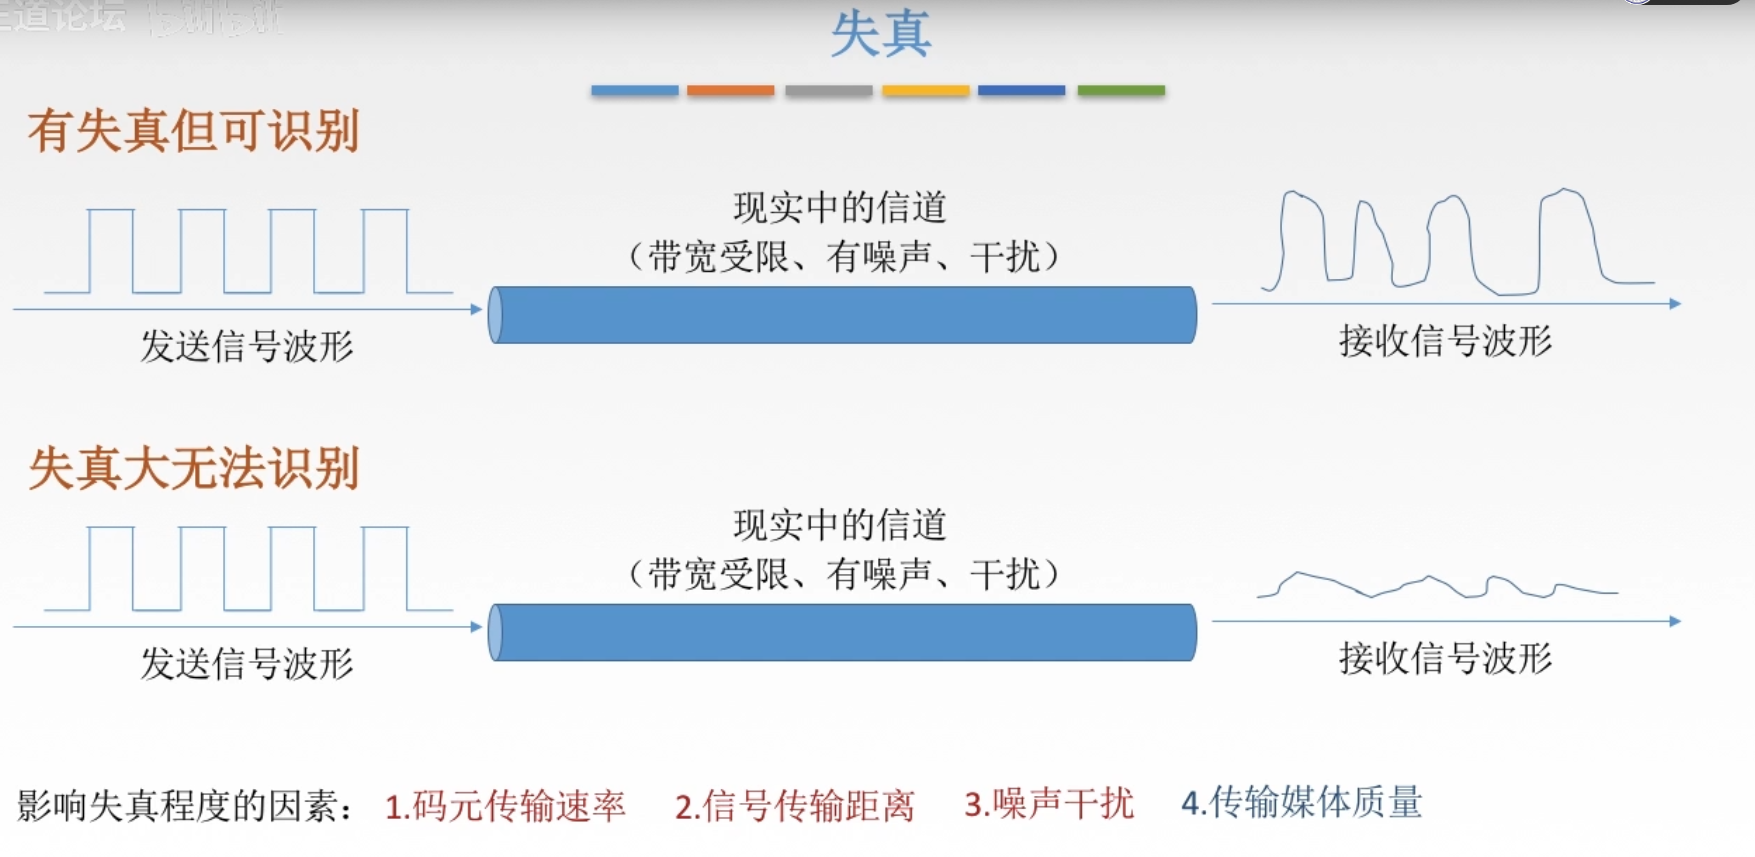 道论坛 bilibili
失真
有失真但可识别
现实中的信道
（带宽受限、有噪声、干扰）
发送信号波形
接收信号波形
失真大无法识别
现实中的信道
（带宽受限、有噪声、干扰）
发送信号波形
接收信号波形
影响失真程度的因素： 1.码元传输速率 2.信号传输距离 3.噪声干扰 4.传输媒体质量